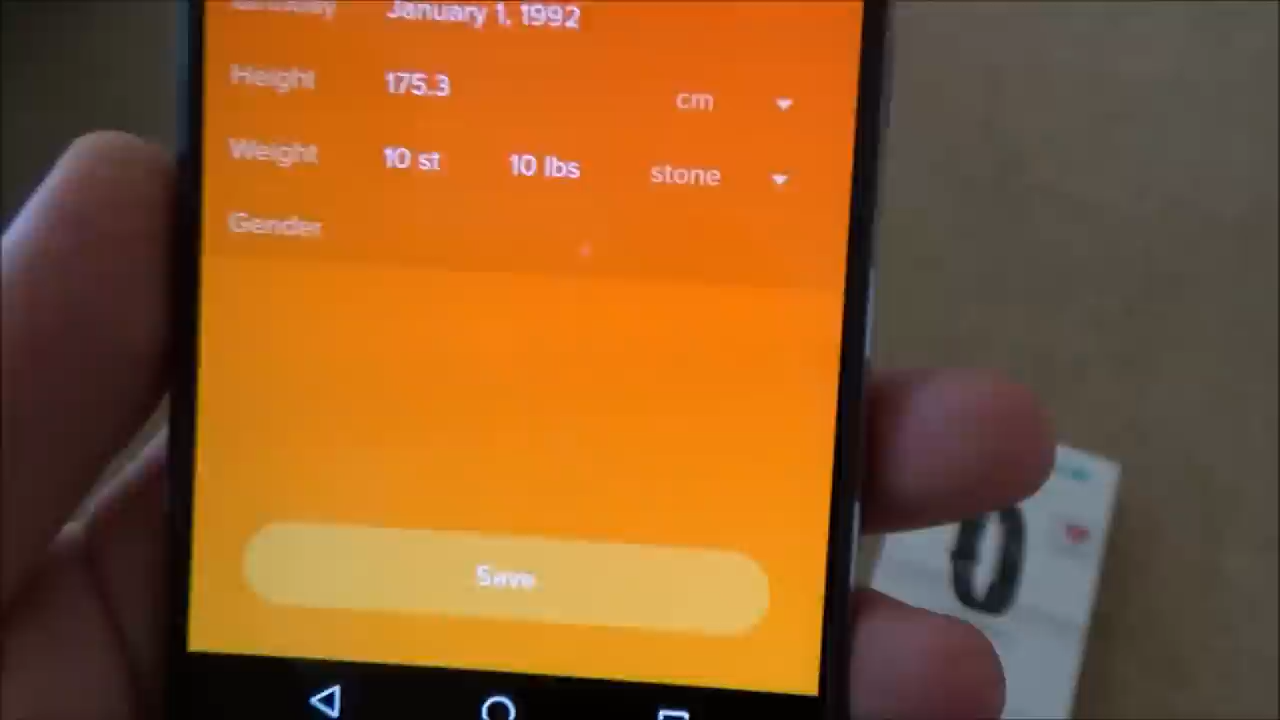 January 1, 1992
Height 175.3 cm
Weight 10 st 10 lbs stone
Gender
Save